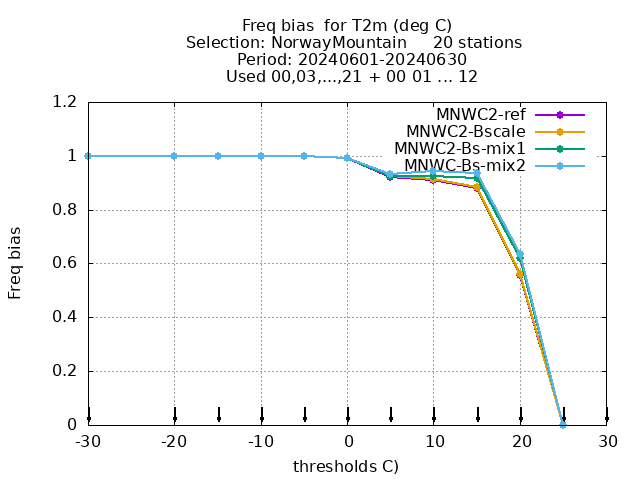 Freq bias  for T2m (deg C)
Selection: NorwayMountain     20 stations
Period: 20240601-20240630
Used 00,03,...,21 + 00 01 ... 12
1.2
1
0.8
0.6
0.4
0.2
0
Freq bias
MNWC2-ref
MNWC2-Bscale
MNWC2-Bs-mix1
MNWC-Bs-mix2
-30
-20
-10
0
10
20
30
thresholds C)